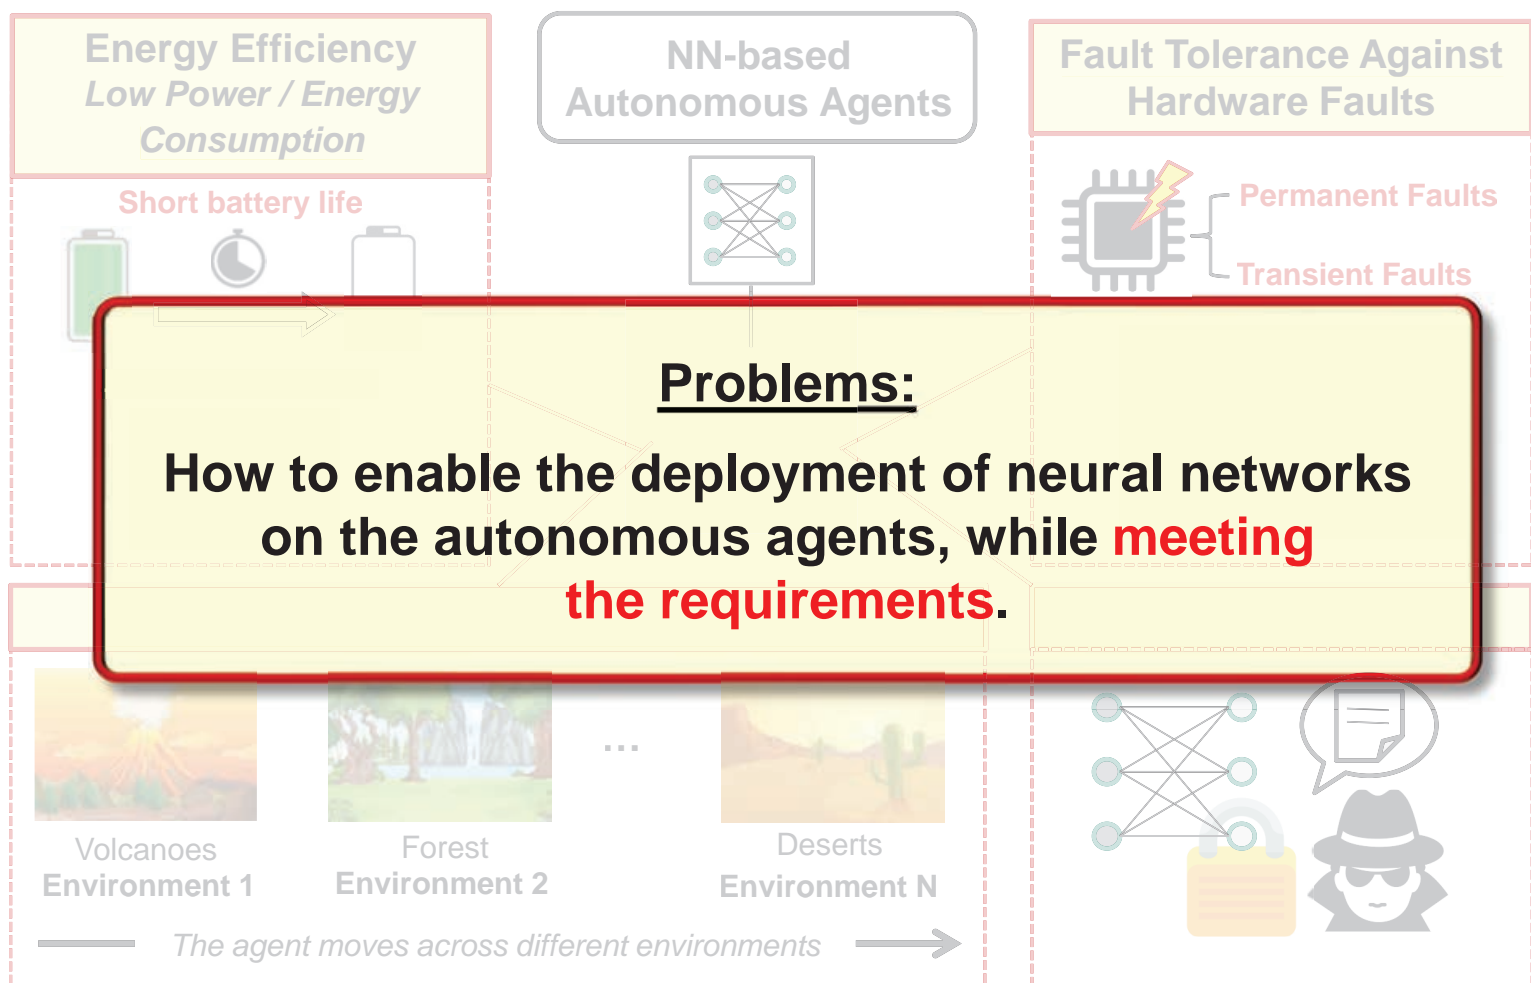 Energy Efficiency
Low Power / Energy
Consumption
Short battery life
NN-based
Autonomous Agents
Fault Tolerance Against
Hardware Faults
Permanent Faults
Transient Faults
Problems:
How to enable the deployment of neural networks
on the autonomous agents, while meeting
the requirements.
...
Volcanoes
Environment 1
Forest
Environment 2
Deserts
Environment N
The agent moves across different environments